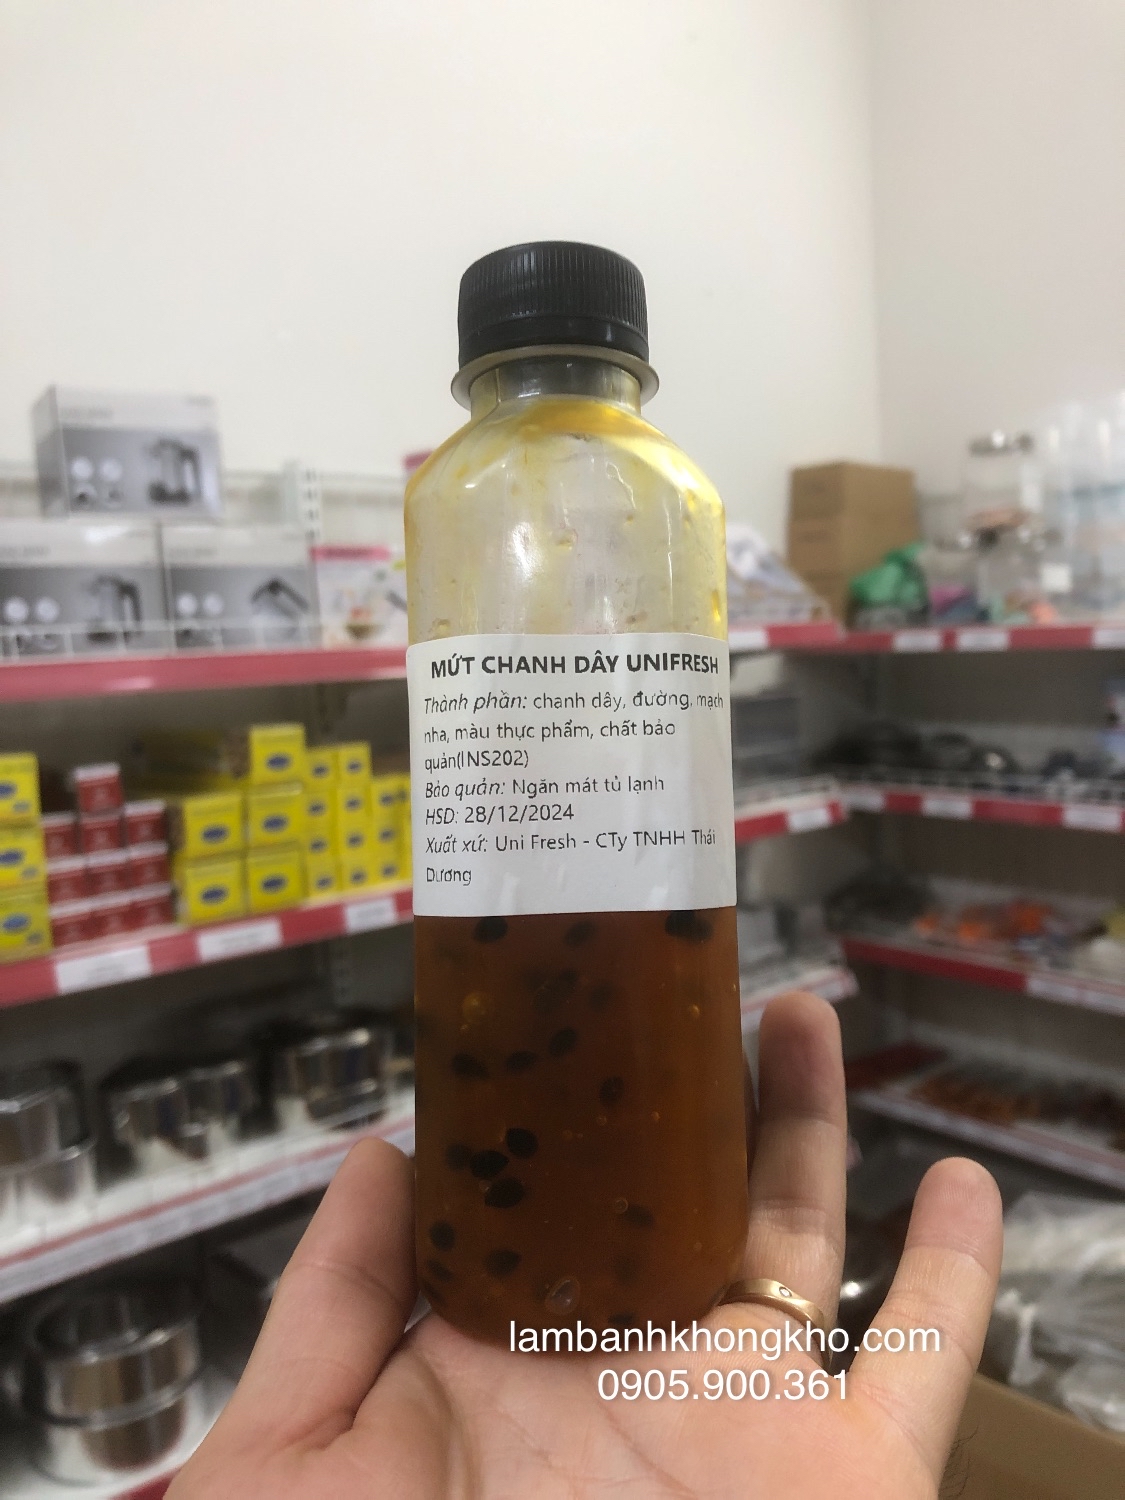 MỨT CHANH DÂY UNIFRESH
Thành phần: chanh dây, đường, mạch
nha, màu thực phẩm, chất bảo
quản(INS202)
Bảo quản: Ngăn mát tủ lạnh
HSD: 28/12/2024
Xuất xứ: Uni Fresh - CTy TNHH Thái
Dương
lambanhkhongkho.com
0905.900.361